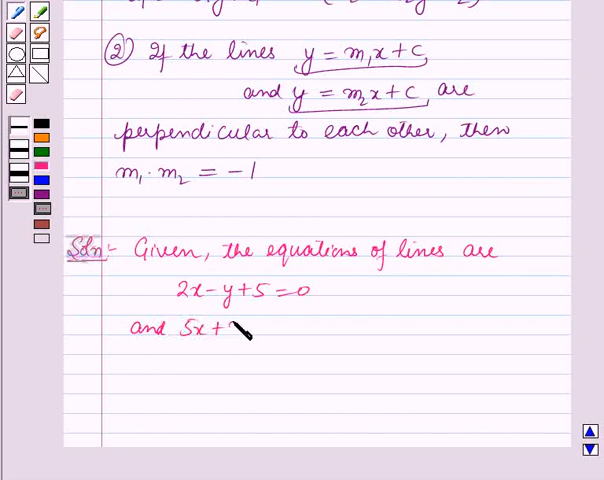 ② If the lines y = m₁x + c
and y = m₂x + c are
perpendicular to each other, then
m₁ · m₂ = -1
Soln:- Given, the equations of lines are
2x - y + 5 = 0
and 5x +